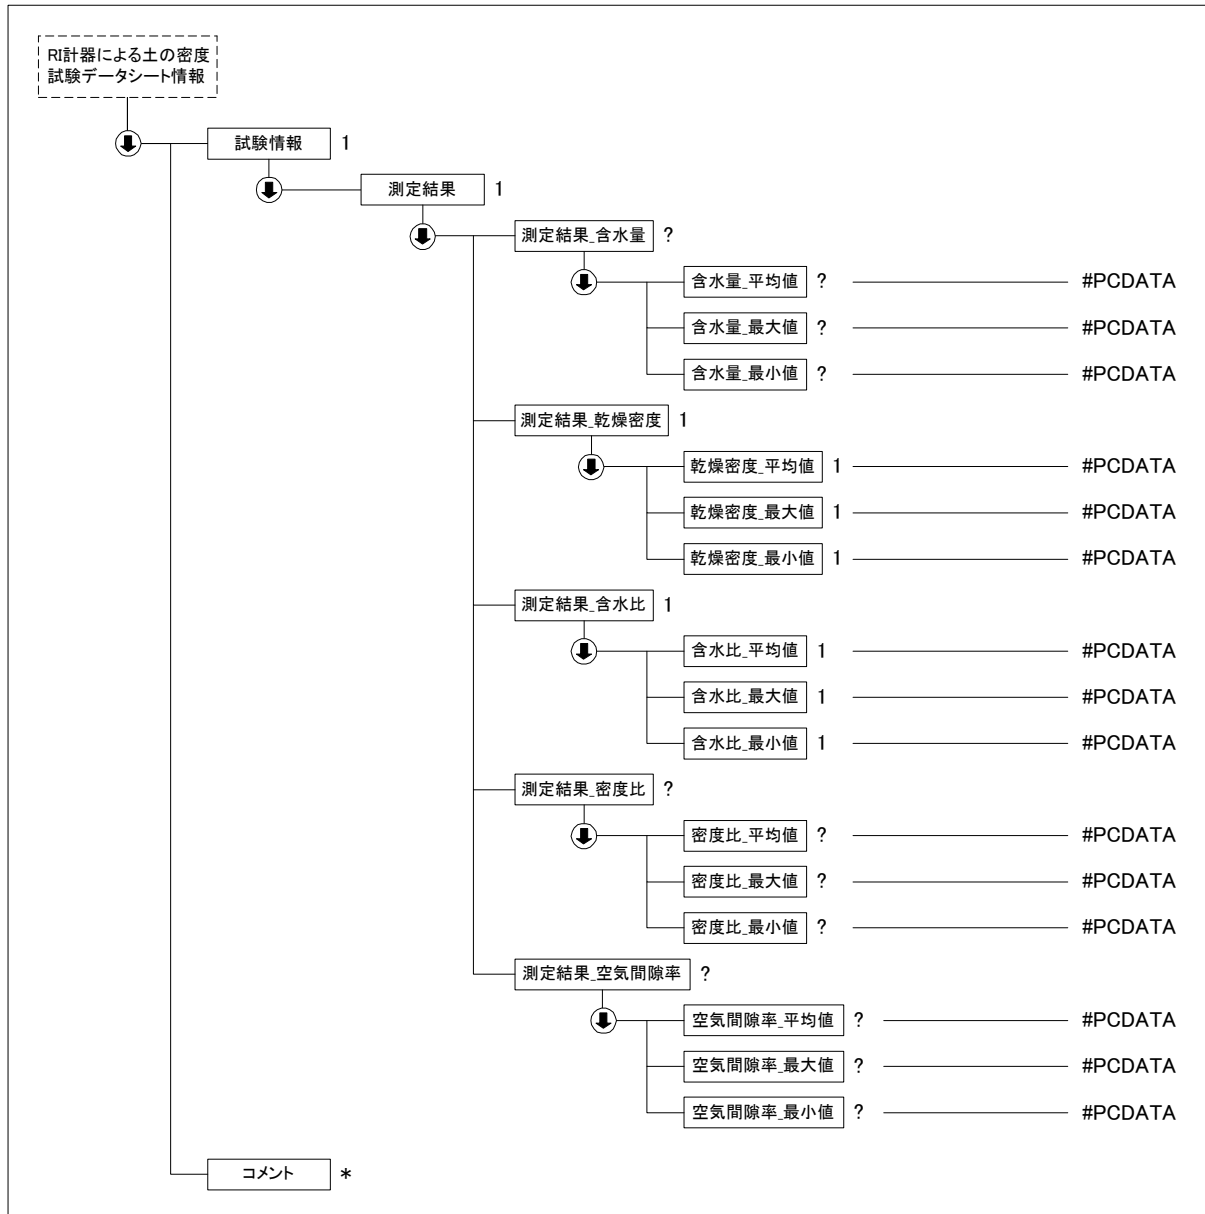 RI計器による土の密度
試験データシート情報
試験情報 1
測定結果 1
測定結果_含水量 ?
含水量_平均値 ? #PCDATA
含水量_最大値 ? #PCDATA
含水量_最小値 ? #PCDATA
測定結果_乾燥密度 1
乾燥密度_平均値 1 #PCDATA
乾燥密度_最大値 1 #PCDATA
乾燥密度_最小値 1 #PCDATA
測定結果_含水比 1
含水比_平均値 1 #PCDATA
含水比_最大値 1 #PCDATA
含水比_最小値 1 #PCDATA
測定結果_密度比 ?
密度比_平均値 ? #PCDATA
密度比_最大値 ? #PCDATA
密度比_最小値 ? #PCDATA
測定結果_空気間隙率 ?
空気間隙率_平均値 ? #PCDATA
空気間隙率_最大値 ? #PCDATA
空気間隙率_最小値 ? #PCDATA
コメント *